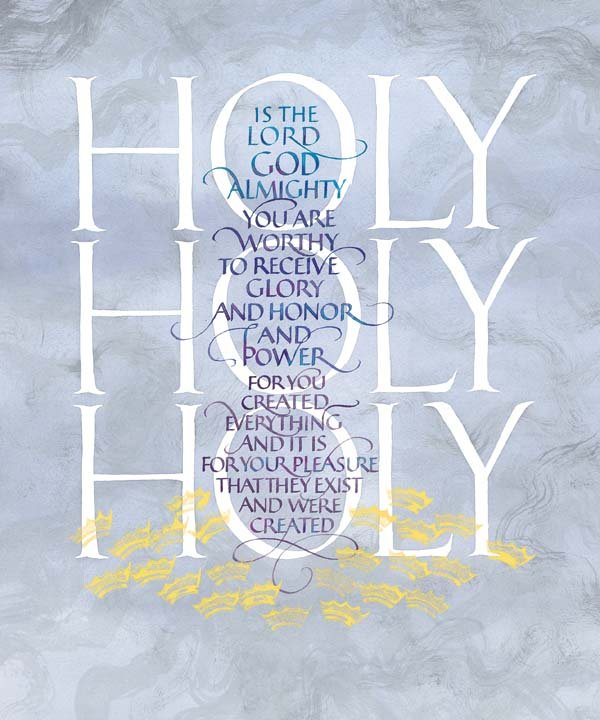 HOLY
HOLY
HOLY
IS THE
LORD
GOD
ALMIGHTY
YOU ARE
WORTHY
TO RECEIVE
GLORY
AND HONOR
AND
POWER
FOR YOU
CREATED
EVERYTHING
AND IT IS
FOR YOUR PLEASURE
THAT THEY EXIST
AND WERE
CREATED